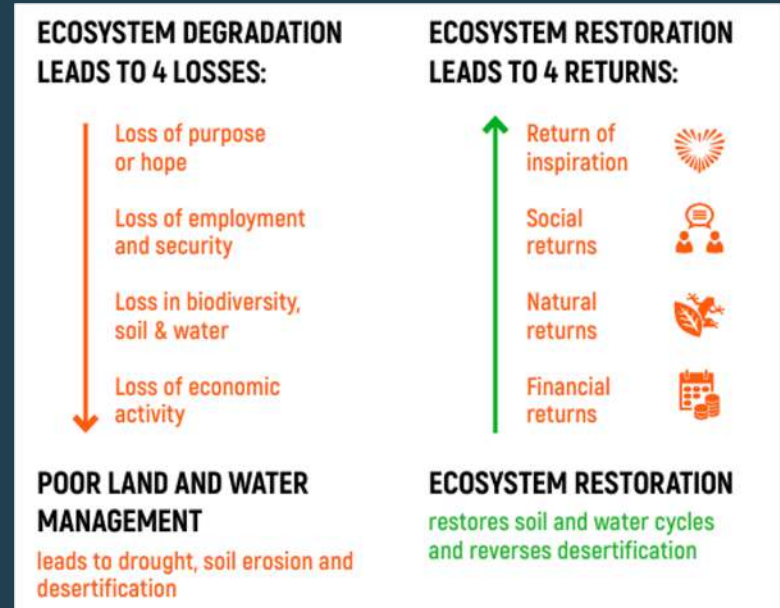 ECOSYSTEM DEGRADATION
LEADS TO 4 LOSSES:
Loss of purpose
or hope
Loss of employment
and security
Loss in biodiversity,
soil & water
Loss of economic
activity
POOR LAND AND WATER
MANAGEMENT
leads to drought, soil erosion and
desertification
ECOSYSTEM RESTORATION
LEADS TO 4 RETURNS:
Return of
inspiration
Social
returns
Natural
returns
Financial
returns
ECOSYSTEM RESTORATION
restores soil and water cycles
and reverses desertification